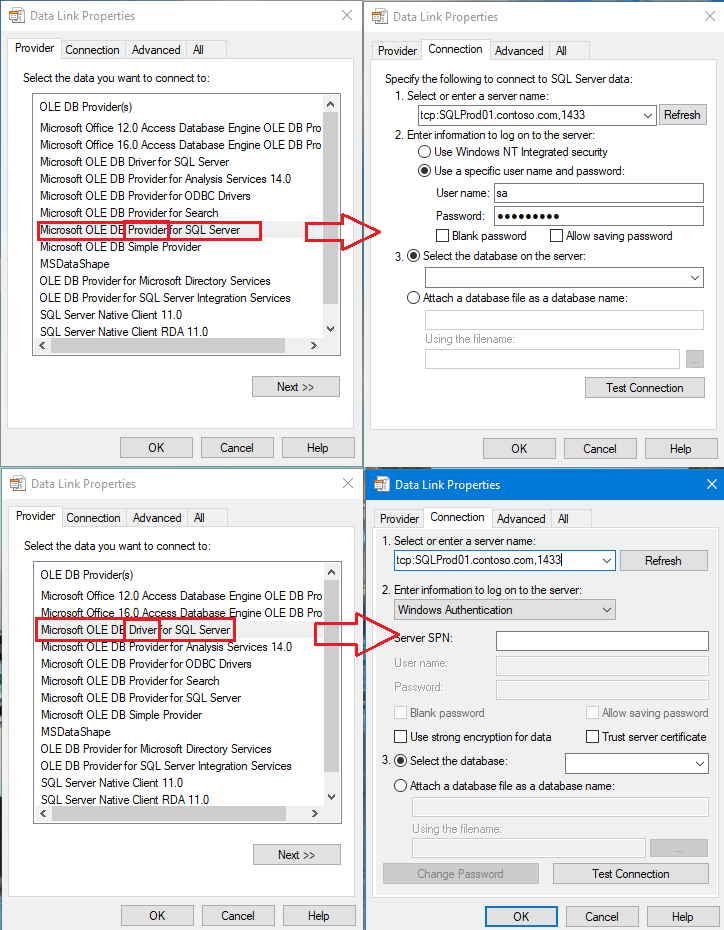 Data Link Properties
Provider Connection Advanced All
Select the data you want to connect to:
OLE DB Provider(s)
Microsoft Office 12.0 Access Database Engine OLE DB Pro
Microsoft Office 16.0 Access Database Engine OLE DB Pro
Microsoft OLE DB Driver for SQL Server
Microsoft OLE DB Provider for Analysis Services 14.0
Microsoft OLE DB Provider for ODBC Drivers
Microsoft OLE DB Provider for Search
Microsoft OLE DB Provider for SQL Server
Microsoft OLE DB Simple Provider
MSDataShape
OLE DB Provider for Microsoft Directory Services
OLE DB Provider for SQL Server Integration Services
SQL Server Native Client 11.0
SQL Server Native Client RDA 11.0
Next >>
OK Cancel Help
Data Link Properties
Provider Connection Advanced All
Specify the following to connect to SQL Server data:
1. Select or enter a server name:
tcp:SQLProd01.contoso.com,1433 Refresh
2. Enter information to log on to the server:
Use Windows NT Integrated security
Use a specific user name and password:
User name: sa
Password: ●●●●●●●●●
Blank password Allow saving password
3. Select the database on the server:
Attach a database file as a database name:
Using the filename:
...
Test Connection
OK Cancel Help
Data Link Properties
Provider Connection Advanced All
Select the data you want to connect to:
OLE DB Provider(s)
Microsoft Office 12.0 Access Database Engine OLE DB Pro
Microsoft Office 16.0 Access Database Engine OLE DB Pro
Microsoft OLE DB Driver for SQL Server
Microsoft OLE DB Provider for Analysis Services 14.0
Microsoft OLE DB Provider for ODBC Drivers
Microsoft OLE DB Provider for Search
Microsoft OLE DB Provider for SQL Server
Microsoft OLE DB Simple Provider
MSDataShape
OLE DB Provider for Microsoft Directory Services
OLE DB Provider for SQL Server Integration Services
SQL Server Native Client 11.0
SQL Server Native Client RDA 11.0
Next >>
OK Cancel Help
Data Link Properties
Provider Connection Advanced All
1. Select or enter a server name:
tcp:SQLProd01.contoso.com,1433 Refresh
2. Enter information to log on to the server:
Windows Authentication
Server SPN:
User name:
Password:
Blank password Allow saving password
Use strong encryption for data Trust server certificate
3. Select the database:
Attach a database file as a database name:
Using the filename:
...
Change Password Test Connection
OK Cancel Help